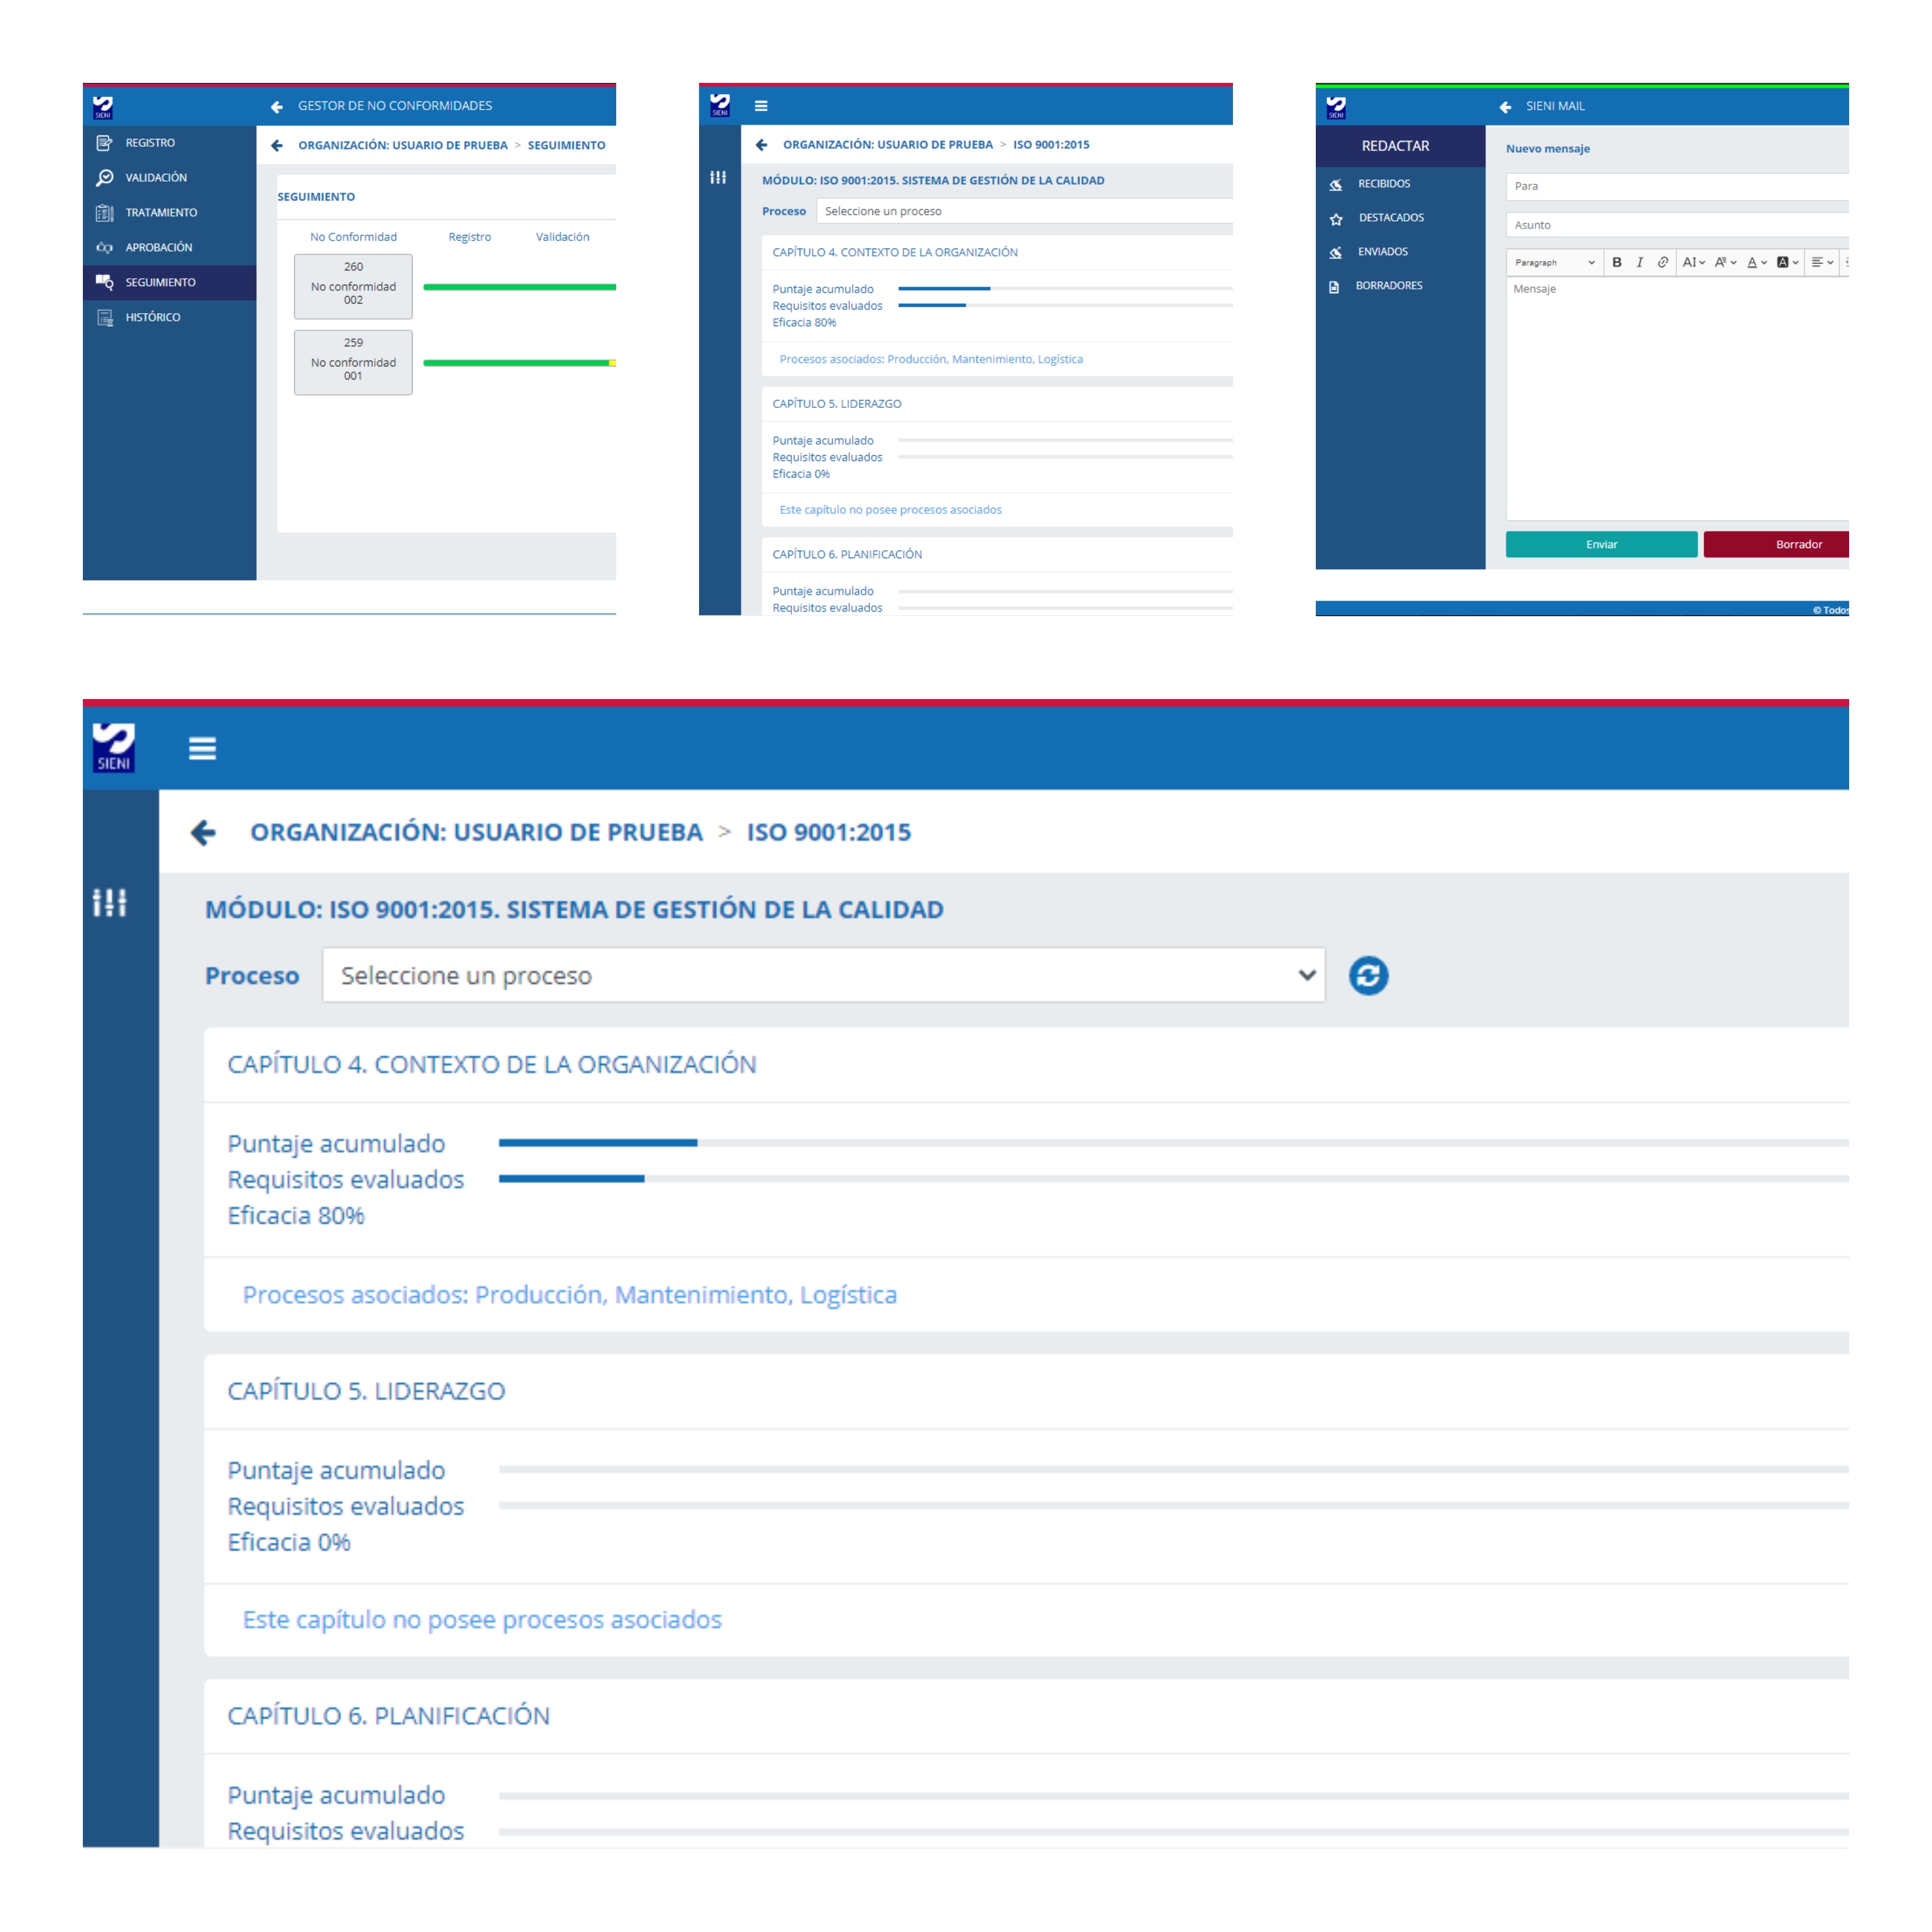 SIENI
GESTOR DE NO CONFORMIDADES
REGISTRO
VALIDACIÓN
TRATAMIENTO
APROBACIÓN
SEGUIMIENTO
HISTÓRICO
ORGANIZACIÓN: USUARIO DE PRUEBA > SEGUIMIENTO
SEGUIMIENTO
No Conformidad Registro Validación
260
No conformidad
002
259
No conformidad
001
SIENI
ORGANIZACIÓN: USUARIO DE PRUEBA > ISO 9001:2015
MÓDULO: ISO 9001:2015. SISTEMA DE GESTIÓN DE LA CALIDAD
Proceso Seleccione un proceso
CAPÍTULO 4. CONTEXTO DE LA ORGANIZACIÓN
Puntaje acumulado
Requisitos evaluados
Eficacia 80%
Procesos asociados: Producción, Mantenimiento, Logística
CAPÍTULO 5. LIDERAZGO
Puntaje acumulado
Requisitos evaluados
Eficacia 0%
Este capítulo no posee procesos asociados
CAPÍTULO 6. PLANIFICACIÓN
Puntaje acumulado
Requisitos evaluados
SIENI
SIENI MAIL
REDACTAR
RECIBIDOS
DESTACADOS
ENVIADOS
BORRADORES
Nuevo mensaje
Para
Asunto
Paragraph B I AI A A A
Mensaje
Enviar Borrador
© Todos
SIENI
ORGANIZACIÓN: USUARIO DE PRUEBA > ISO 9001:2015
MÓDULO: ISO 9001:2015. SISTEMA DE GESTIÓN DE LA CALIDAD
Proceso Seleccione un proceso
CAPÍTULO 4. CONTEXTO DE LA ORGANIZACIÓN
Puntaje acumulado
Requisitos evaluados
Eficacia 80%
Procesos asociados: Producción, Mantenimiento, Logística
CAPÍTULO 5. LIDERAZGO
Puntaje acumulado
Requisitos evaluados
Eficacia 0%
Este capítulo no posee procesos asociados
CAPÍTULO 6. PLANIFICACIÓN
Puntaje acumulado
Requisitos evaluados